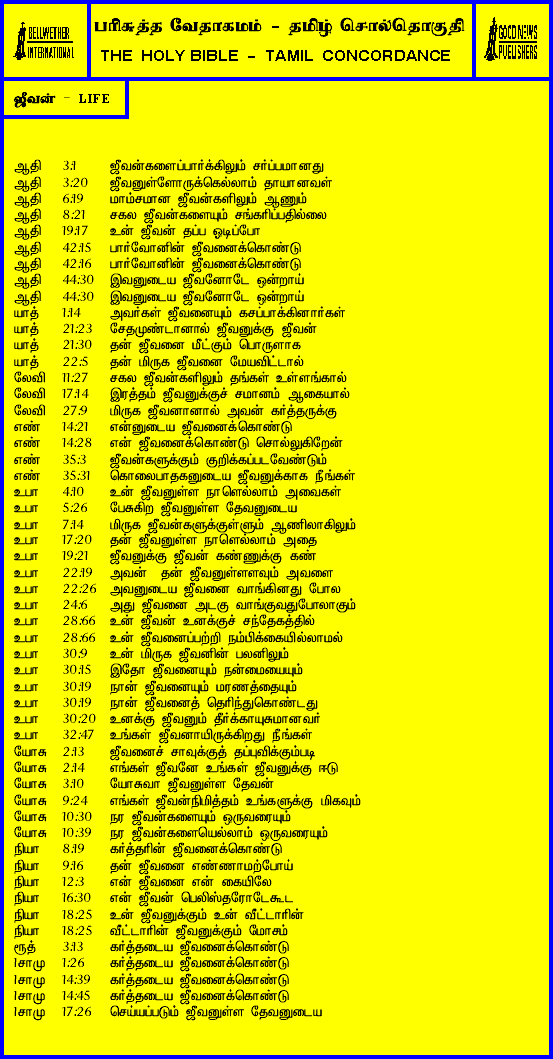 BELLWETHER
INTERNATIONAL
பரிசுத்த வேதாகமம் - தமிழ் சொல்தொகுதி
THE HOLY BIBLE - TAMIL CONCORDANCE
GOOD NEWS
PUBLISHERS
ஜீவன் - LIFE
ஆதி 3:1 ஜீவன்களைப்பார்க்கிலும் சர்ப்பமானது
ஆதி 3:20 ஜீவனுள்ளோருக்கெல்லாம் தாயானவள்
ஆதி 6:19 மாம்சமான ஜீவன்களிலும் ஆணும்
ஆதி 8:21 சகல ஜீவன்களையும் சங்கரிப்பதில்லை
ஆதி 19:17 உன் ஜீவன் தப்ப ஓடிப்போ
ஆதி 42:15 பார்வோனின் ஜீவனைக்கொண்டு
ஆதி 42:16 பார்வோனின் ஜீவனைக்கொண்டு
ஆதி 44:30 இவனுடைய ஜீவனோடே ஒன்றாய்
ஆதி 44:30 இவனுடைய ஜீவனோடே ஒன்றாய்
யாத் 1:14 அவர்கள் ஜீவனையும் கசப்பாக்கினார்கள்
யாத் 21:23 சேதமுண்டானால் ஜீவனுக்கு ஜீவன்
யாத் 21:30 தன் ஜீவனை மீட்கும் பொருளாக
யாத் 22:5 தன் மிருக ஜீவனை மேயவிட்டால்
லேவி 11:27 சகல ஜீவன்களிலும் தங்கள் உள்ளங்கால்
லேவி 17:14 இரத்தம் ஜீவனுக்குச் சமானம் ஆகையால்
லேவி 27:9 மிருக ஜீவனானால் அவன் கர்த்தருக்கு
எண் 14:21 என்னுடைய ஜீவனைக்கொண்டு
எண் 14:28 என் ஜீவனைக்கொண்டு சொல்லுகிறேன்
எண் 35:3 ஜீவன்களுக்கும் குறிக்கப்படவேண்டும்
எண் 35:31 கொலைபாதகனுடைய ஜீவனுக்காக நீங்கள்
உபா 4:10 உன் ஜீவனுள்ள நாளெல்லாம் அவைகள்
உபா 5:26 பேசுகிற ஜீவனுள்ள தேவனுடைய
உபா 7:14 மிருக ஜீவன்களுக்குள்ளும் ஆணிலாகிலும்
உபா 17:20 தன் ஜீவனுள்ள நாளெல்லாம் அதை
உபா 19:21 ஜீவனுக்கு ஜீவன் கண்ணுக்கு கண்
உபா 22:19 அவன் தன் ஜீவனுள்ளளவும் அவளை
உபா 22:26 அவனுடைய ஜீவனை வாங்கினது போல
உபா 24:6 அது ஜீவனை அடகு வாங்குவதுபோலாகும்
உபா 28:66 உன் ஜீவன் உனக்குச் சந்தேகத்தில்
உபா 28:66 உன் ஜீவனைப்பற்றி நம்பிக்கையில்லாமல்
உபா 30:9 உன் மிருக ஜீவனின் பலனிலும்
உபா 30:15 இதோ ஜீவனையும் நன்மையையும்
உபா 30:19 நான் ஜீவனையும் மரணத்தையும்
உபா 30:19 நான் ஜீவனைத் தெரிந்துகொண்டது
உபா 30:20 உனக்கு ஜீவனும் தீர்க்காயுசுமானவர்
உபா 32:47 உங்கள் ஜீவனாயிருக்கிறது நீங்கள்
யோசு 2:13 ஜீவனைச் சாவுக்குத் தப்புவிக்கும்படி
யோசு 2:14 எங்கள் ஜீவனே உங்கள் ஜீவனுக்கு ஈடு
யோசு 3:10 யோசுவா ஜீவனுள்ள தேவன்
யோசு 9:24 எங்கள் ஜீவன்நிமித்தம் உங்களுக்கு மிகவும்
யோசு 10:30 நர ஜீவன்களையும் ஒருவரையும்
யோசு 10:39 நர ஜீவன்களையெல்லாம் ஒருவரையும்
நியா 8:19 கர்த்தரின் ஜீவனைக்கொண்டு
நியா 9:16 தன் ஜீவனை எண்ணாமற்போய்
நியா 12:3 என் ஜீவனை என் கையிலே
நியா 16:30 என் ஜீவன் பெலிஸ்தரோடேகூட
நியா 18:25 உன் ஜீவனுக்கும் உன் வீட்டாரின்
நியா 18:25 வீட்டாரின் ஜீவனுக்கும் மோசம்
ரூத் 3:13 கர்த்தடைய ஜீவனைக்கொண்டு
1சாமு 1:26 கர்த்தடைய ஜீவனைக்கொண்டு
1சாமு 14:39 கர்த்தடைய ஜீவனைக்கொண்டு
1சாமு 14:45 கர்த்தடைய ஜீவனைக்கொண்டு
1சாமு 17:26 செய்யப்படும் ஜீவனுள்ள தேவனுடைய